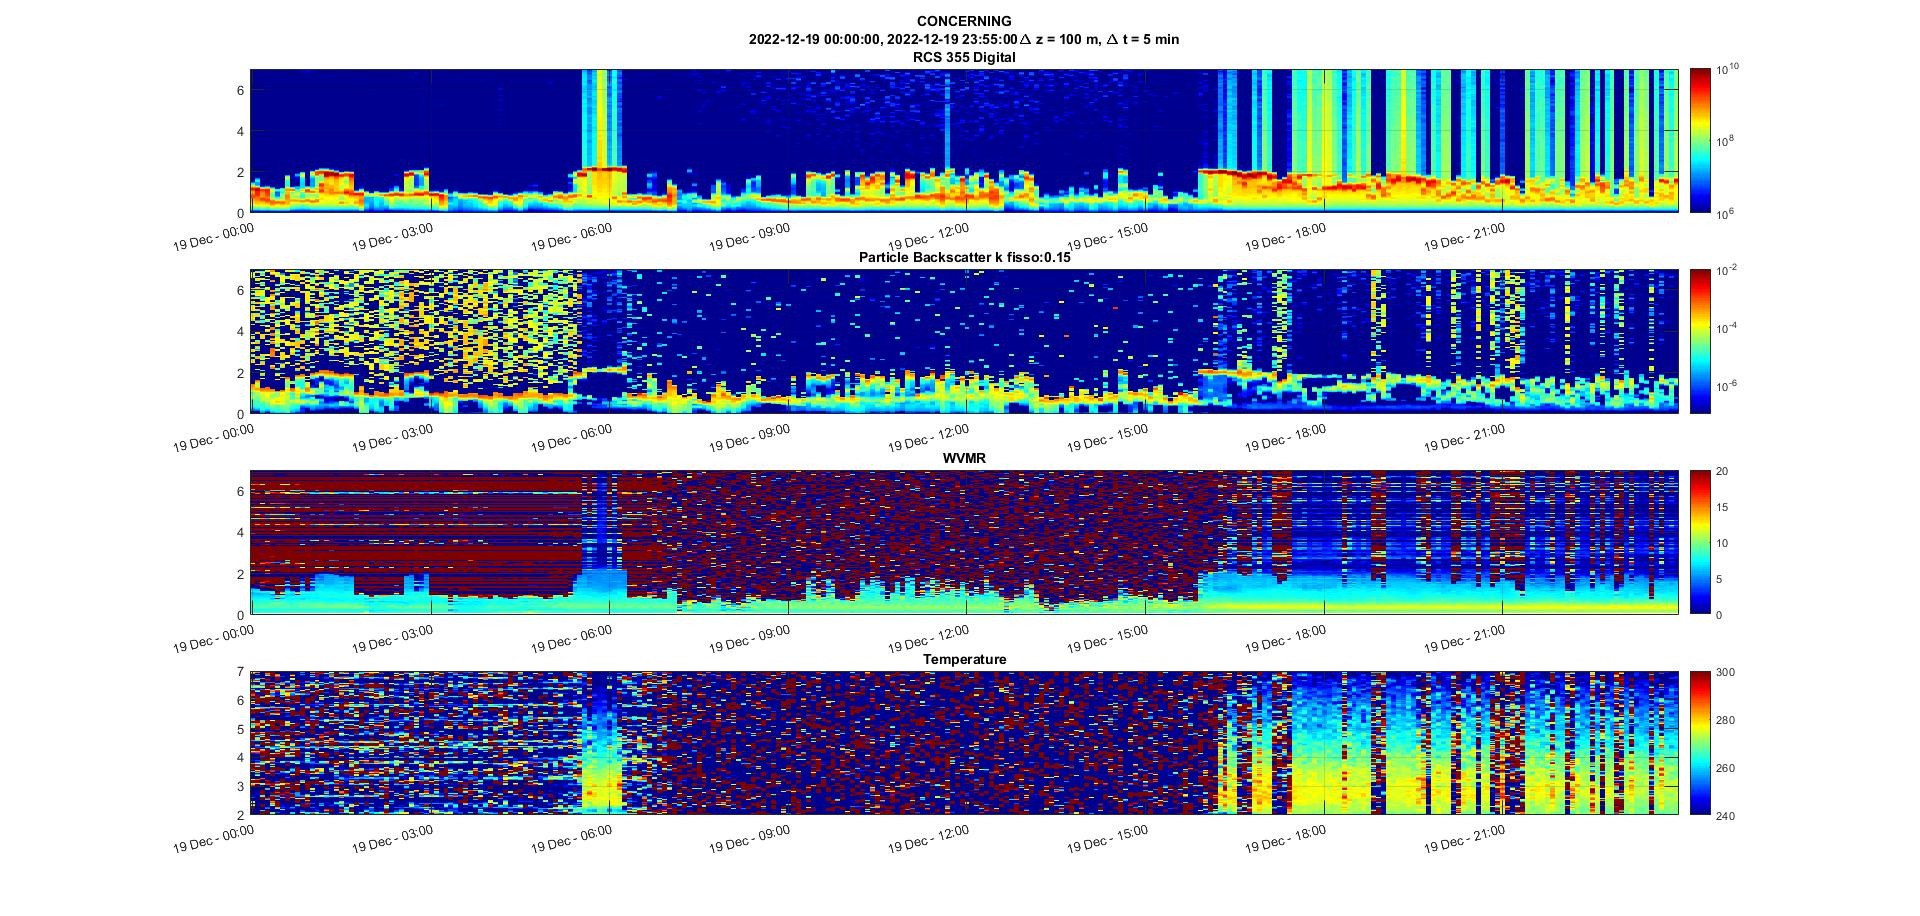 CONCERNING
2022-12-19 00:00:00, 2022-12-19 23:55:00Δ z = 100 m, Δ t = 5 min
RCS 355 Digital
6
4
2
0
10^10
10^8
10^6
19 Dec - 00:00
19 Dec - 03:00
19 Dec - 06:00
19 Dec - 09:00
19 Dec - 12:00
19 Dec - 15:00
19 Dec - 18:00
19 Dec - 21:00
Particle Backscatter k fisso:0.15
6
4
2
0
10^-2
10^-4
10^-6
19 Dec - 00:00
19 Dec - 03:00
19 Dec - 06:00
19 Dec - 09:00
19 Dec - 12:00
19 Dec - 15:00
19 Dec - 18:00
19 Dec - 21:00
WVMR
6
4
2
0
20
15
10
5
0
19 Dec - 00:00
19 Dec - 03:00
19 Dec - 06:00
19 Dec - 09:00
19 Dec - 12:00
19 Dec - 15:00
19 Dec - 18:00
19 Dec - 21:00
Temperature
7
6
5
4
3
2
300
280
260
240
19 Dec - 00:00
19 Dec - 03:00
19 Dec - 06:00
19 Dec - 09:00
19 Dec - 12:00
19 Dec - 15:00
19 Dec - 18:00
19 Dec - 21:00